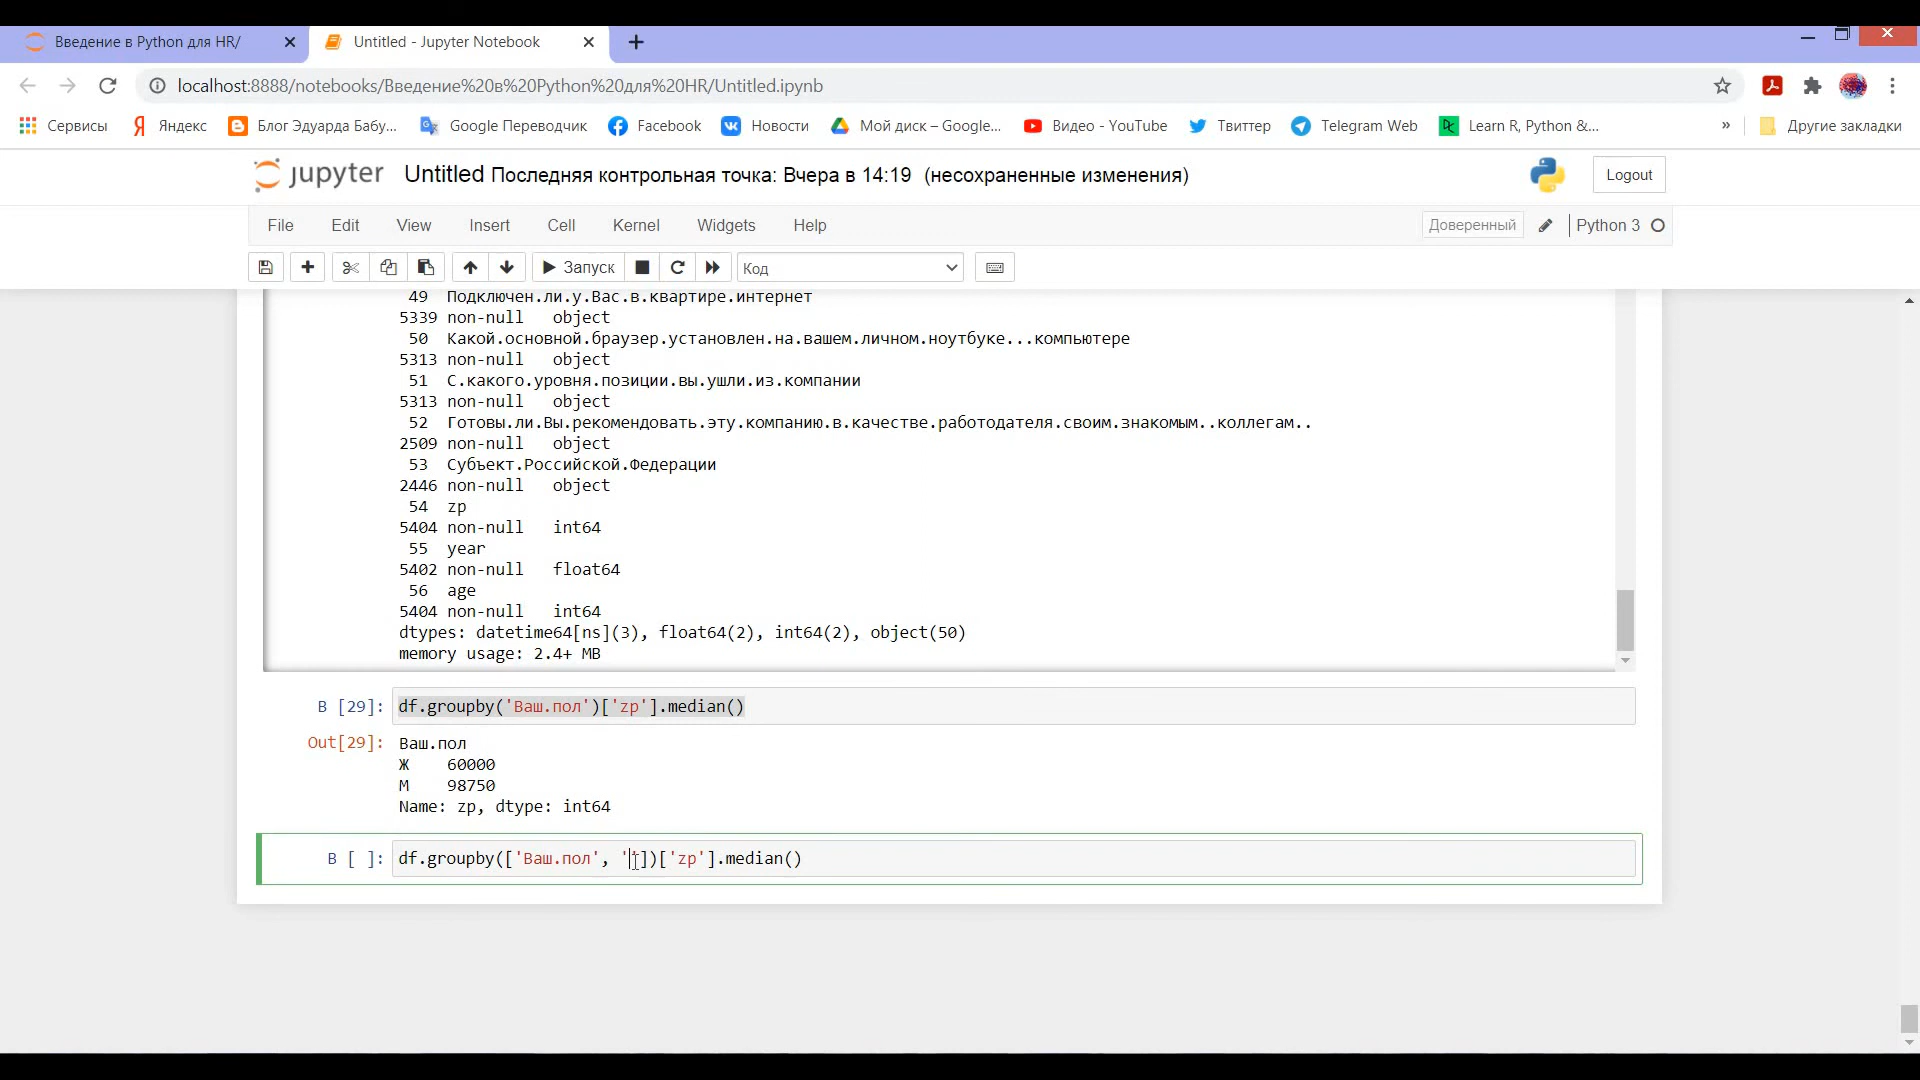 Введение в Python для HR/
Untitled - Jupyter Notebook
localhost:8888/notebooks/Введение%20в%20Python%20для%20HR/Untitled.ipynb
Сервисы Яндекс Блог Эдуарда Бабу... Google Переводчик Facebook Новости Мой диск – Google... Видео - YouTube Твиттер Telegram Web Learn R, Python &... » Другие закладки
jupyter Untitled Последняя контрольная точка: Вчера в 14:19 (несохраненные изменения) Logout
File Edit View Insert Cell Kernel Widgets Help Доверенный Python 3
Запуск Код
49 Подключен.ли.у.Вас.в.квартире.интернет
5339 non-null object
50 Какой.основной.браузер.установлен.на.вашем.личном.ноутбуке...компьютере
5313 non-null object
51 С.какого.уровня.позиции.вы.ушли.из.компании
5313 non-null object
52 Готовы.ли.Вы.рекомендовать.эту.компанию.в.качестве.работодателя.своим.знакомым..коллегам..
2509 non-null object
53 Субъект.Российской.Федерации
2446 non-null object
54 zp
5404 non-null int64
55 year
5402 non-null float64
56 age
5404 non-null int64
dtypes: datetime64[ns](3), float64(2), int64(2), object(50)
memory usage: 2.4+ MB
В [29]: df.groupby('Ваш.пол')['zp'].median()
Out[29]: Ваш.пол
Ж 60000
М 98750
Name: zp, dtype: int64
В [ ]: df.groupby(['Ваш.пол', ''])['zp'].median()